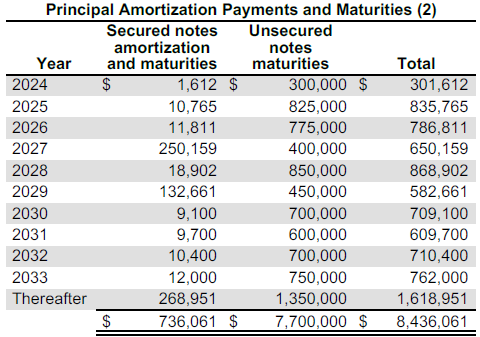 Principal Amortization Payments and Maturities (2)
Secured notes Unsecured
amortization notes
Year and maturities maturities Total
2024 $ 1,612 $ 300,000 $ 301,612
2025 10,765 825,000 835,765
2026 11,811 775,000 786,811
2027 250,159 400,000 650,159
2028 18,902 850,000 868,902
2029 132,661 450,000 582,661
2030 9,100 700,000 709,100
2031 9,700 600,000 609,700
2032 10,400 700,000 710,400
2033 12,000 750,000 762,000
Thereafter 268,951 1,350,000 1,618,951
$ 736,061 $ 7,700,000 $ 8,436,061